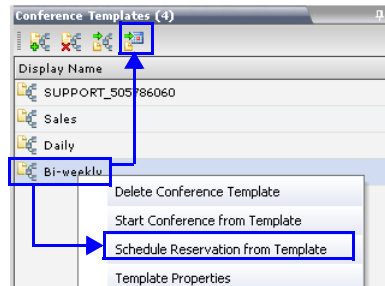 Conference Templates (4)
Display Name
SUPPORT_505786060
Sales
Daily
Bi-weekly
Delete Conference Template
Start Conference from Template
Schedule Reservation from Template
Template Properties